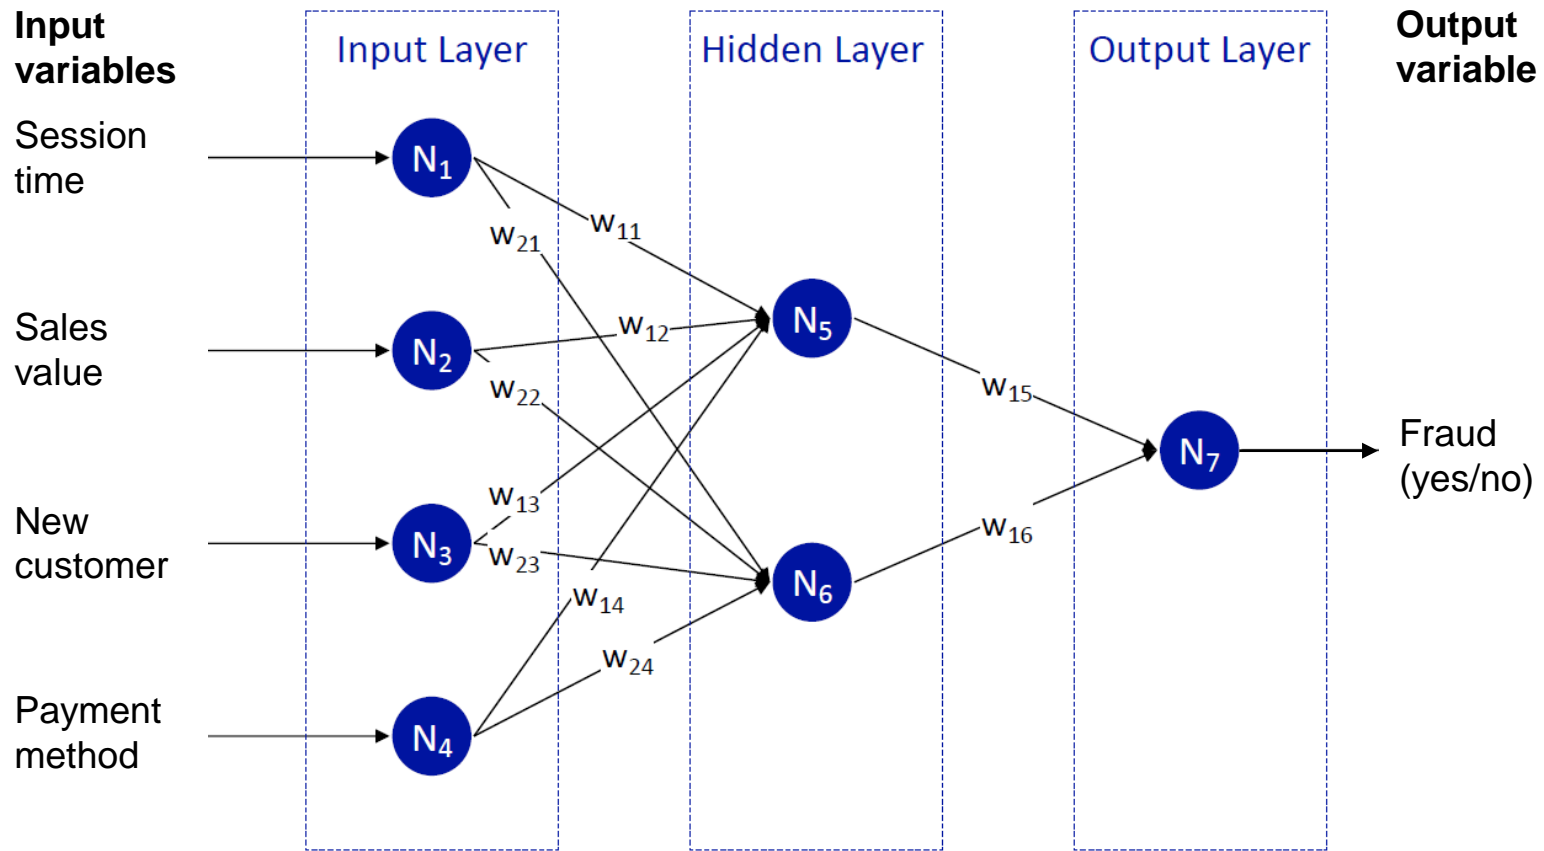 Input
variables
Input Layer
Hidden Layer
Output Layer
Output
variable
Session
time
N₁
w₁₁
w₂₁
Sales
value
N₂
w₁₂
w₂₂
N₅
w₁₅
New
customer
N₃
w₁₃
w₂₃
N₇
Fraud
(yes/no)
w₁₄
w₂₄
N₆
w₁₆
Payment
method
N₄